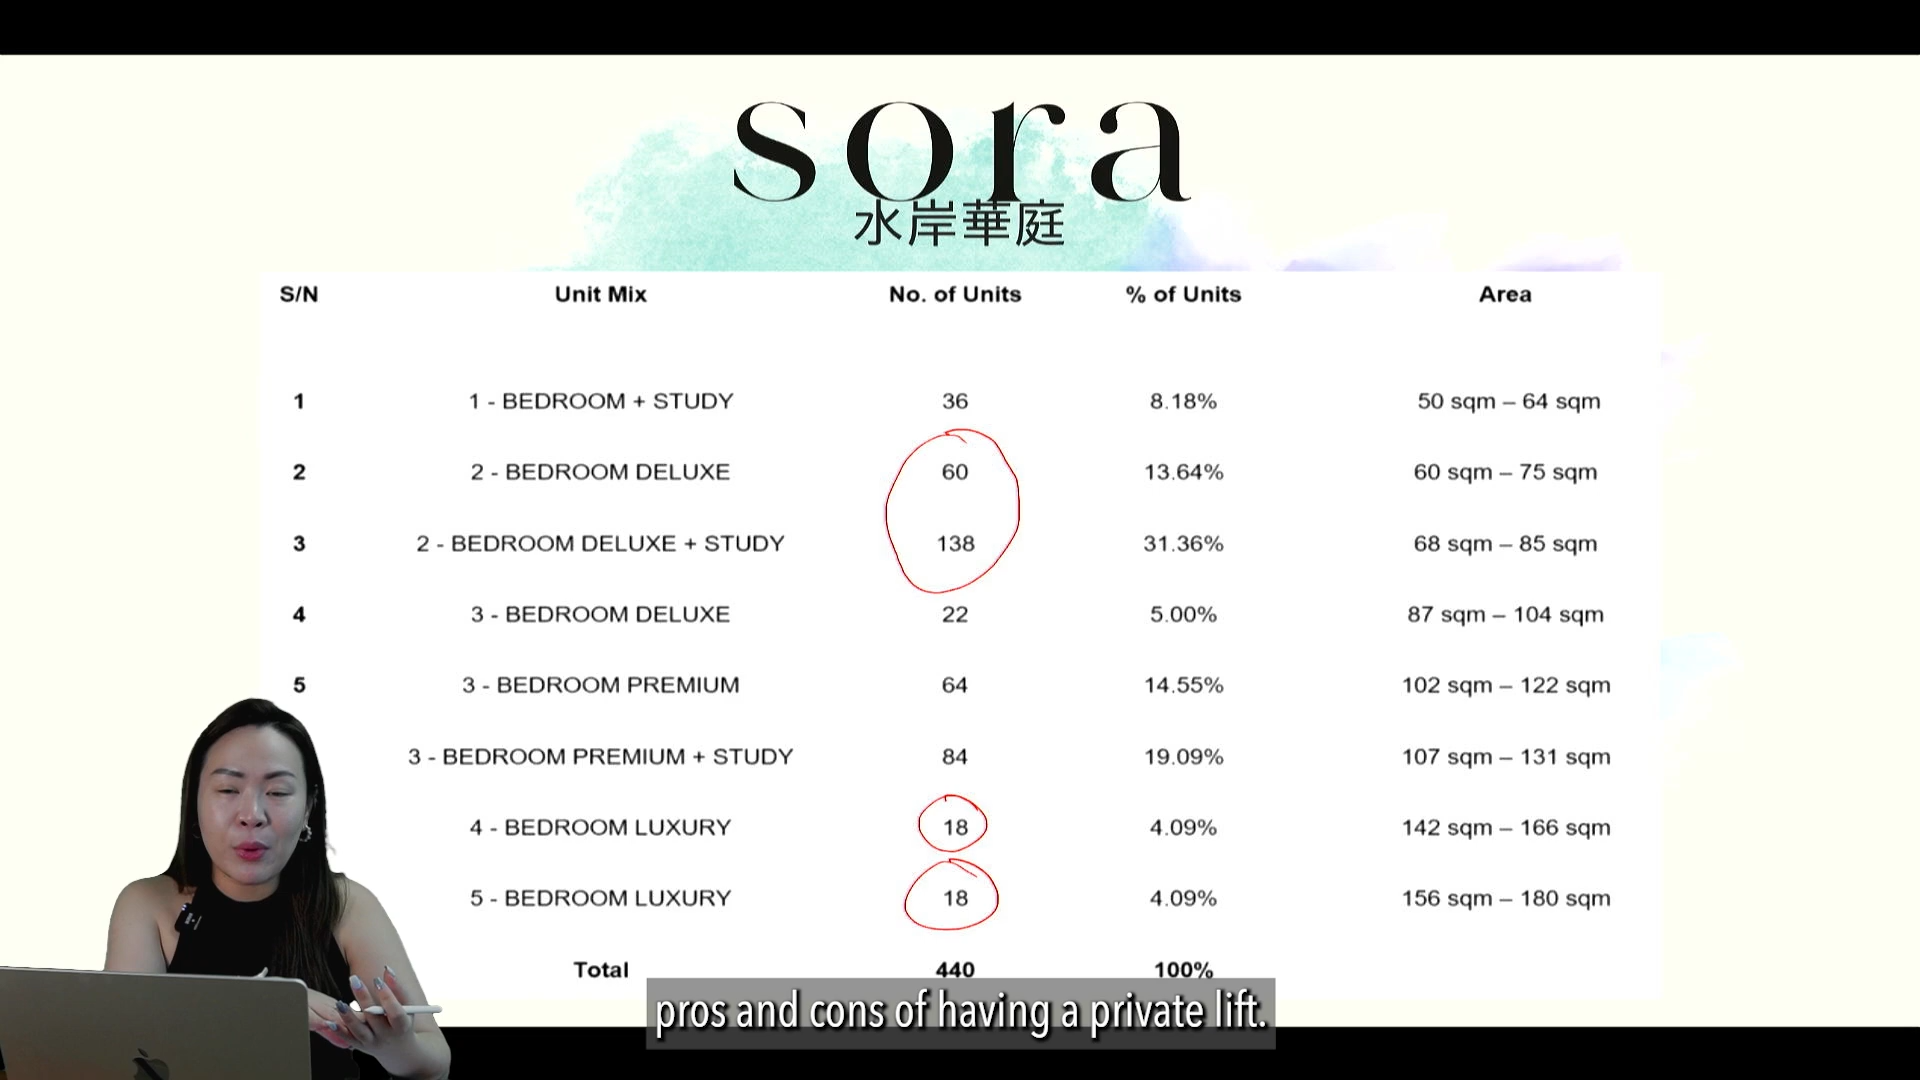 sora
水岸華庭
S/N Unit Mix No. of Units % of Units Area
1 1 - BEDROOM + STUDY 36 8.18% 50 sqm – 64 sqm
2 2 - BEDROOM DELUXE 60 13.64% 60 sqm – 75 sqm
3 2 - BEDROOM DELUXE + STUDY 138 31.36% 68 sqm – 85 sqm
4 3 - BEDROOM DELUXE 22 5.00% 87 sqm – 104 sqm
5 3 - BEDROOM PREMIUM 64 14.55% 102 sqm – 122 sqm
3 - BEDROOM PREMIUM + STUDY 84 19.09% 107 sqm – 131 sqm
4 - BEDROOM LUXURY 18 4.09% 142 sqm – 166 sqm
5 - BEDROOM LUXURY 18 4.09% 156 sqm – 180 sqm
Total 440 100%
pros and cons of having a private lift.